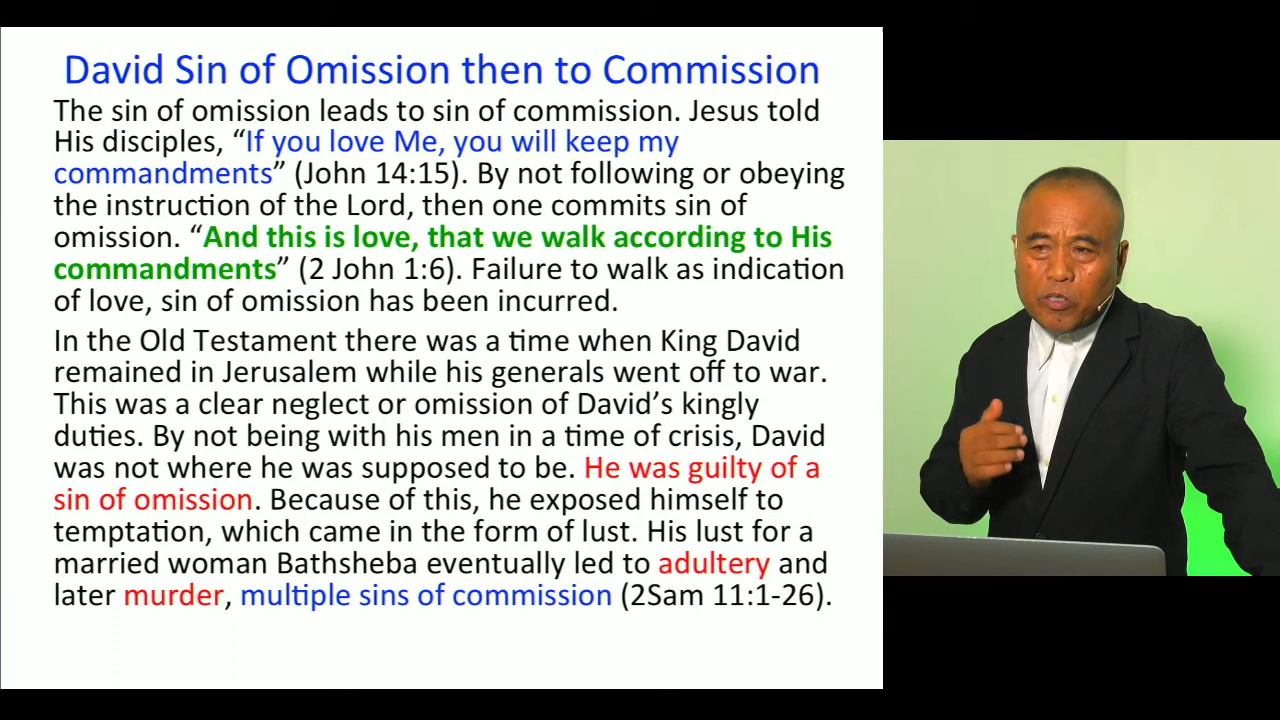 David Sin of Omission then to Commission
The sin of omission leads to sin of commission. Jesus told
His disciples, “If you love Me, you will keep my
commandments” (John 14:15). By not following or obeying
the instruction of the Lord, then one commits sin of
omission. “And this is love, that we walk according to His
commandments” (2 John 1:6). Failure to walk as indication
of love, sin of omission has been incurred.
In the Old Testament there was a time when King David
remained in Jerusalem while his generals went off to war.
This was a clear neglect or omission of David’s kingly
duties. By not being with his men in a time of crisis, David
was not where he was supposed to be. He was guilty of a
sin of omission. Because of this, he exposed himself to
temptation, which came in the form of lust. His lust for a
married woman Bathsheba eventually led to adultery and
later murder, multiple sins of commission (2Sam 11:1-26).